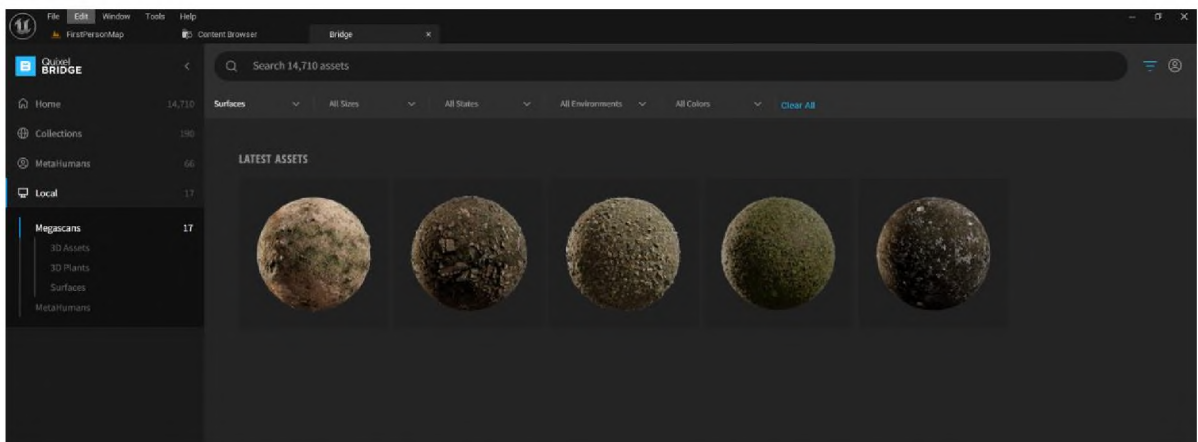 File Edit Window Tools Help
FirstPersonMap Content Browser Bridge
Quixel
BRIDGE
Search 14,710 assets
Home 14,710
Surfaces All Sizes All States All Environments All Colors Clear All
Collections 190
MetaHumans 66
LATEST ASSETS
Local 17
Megascans 17
3D Assets
3D Plants
Surfaces
MetaHumans